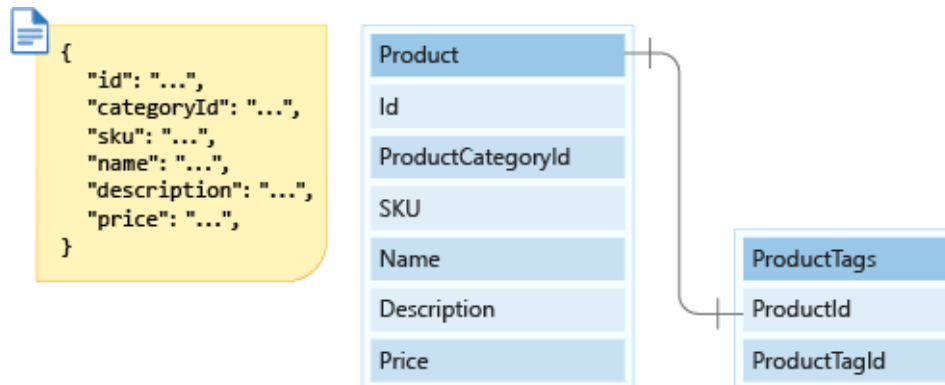 {
"id": "...",
"categoryId": "...",
"sku": "...",
"name": "...",
"description": "...",
"price": "...",
}
Product
Id
ProductCategoryId
SKU
Name
Description
Price
ProductTags
ProductId
ProductTagId